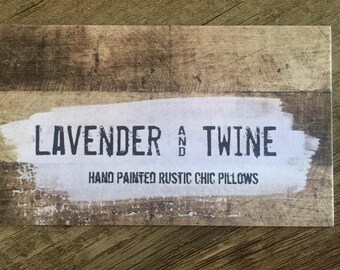 LAVENDER AND TWINE
HAND PAINTED RUSTIC CHIC PILLOWS